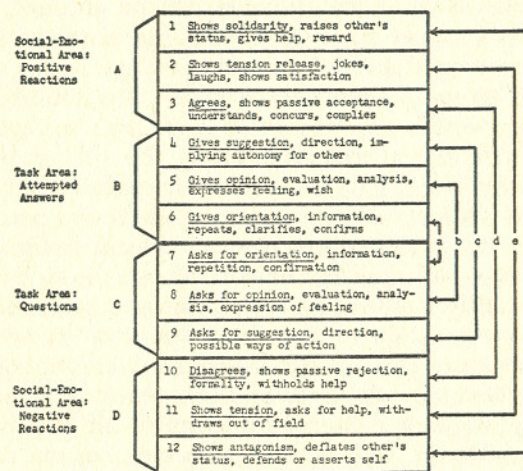 Social-Emo-
tional Area:
Positive
Reactions
A
1 Shows solidarity, raises other's
status, gives help, reward
2 Shows tension release, jokes,
laughs, shows satisfaction
3 Agrees, shows passive acceptance,
understands, concurs, complies
Task Area:
Attempted
Answers
B
4 Gives suggestion, direction, im-
plying autonomy for other
5 Gives opinion, evaluation, analysis,
expresses feeling, wish
6 Gives orientation, information,
repeats, clarifies, confirms
Task Area:
Questions
C
7 Asks for orientation, information,
repetition, confirmation
8 Asks for opinion, evaluation, analy-
sis, expression of feeling
9 Asks for suggestion, direction,
possible ways of action
Social-Emo-
tional Area:
Negative
Reactions
D
10 Disagrees, shows passive rejection,
formality, withholds help
11 Shows tension, asks for help, with-
draws out of field
12 Shows antagonism, deflates other's
status, defends or asserts self
a b c d e